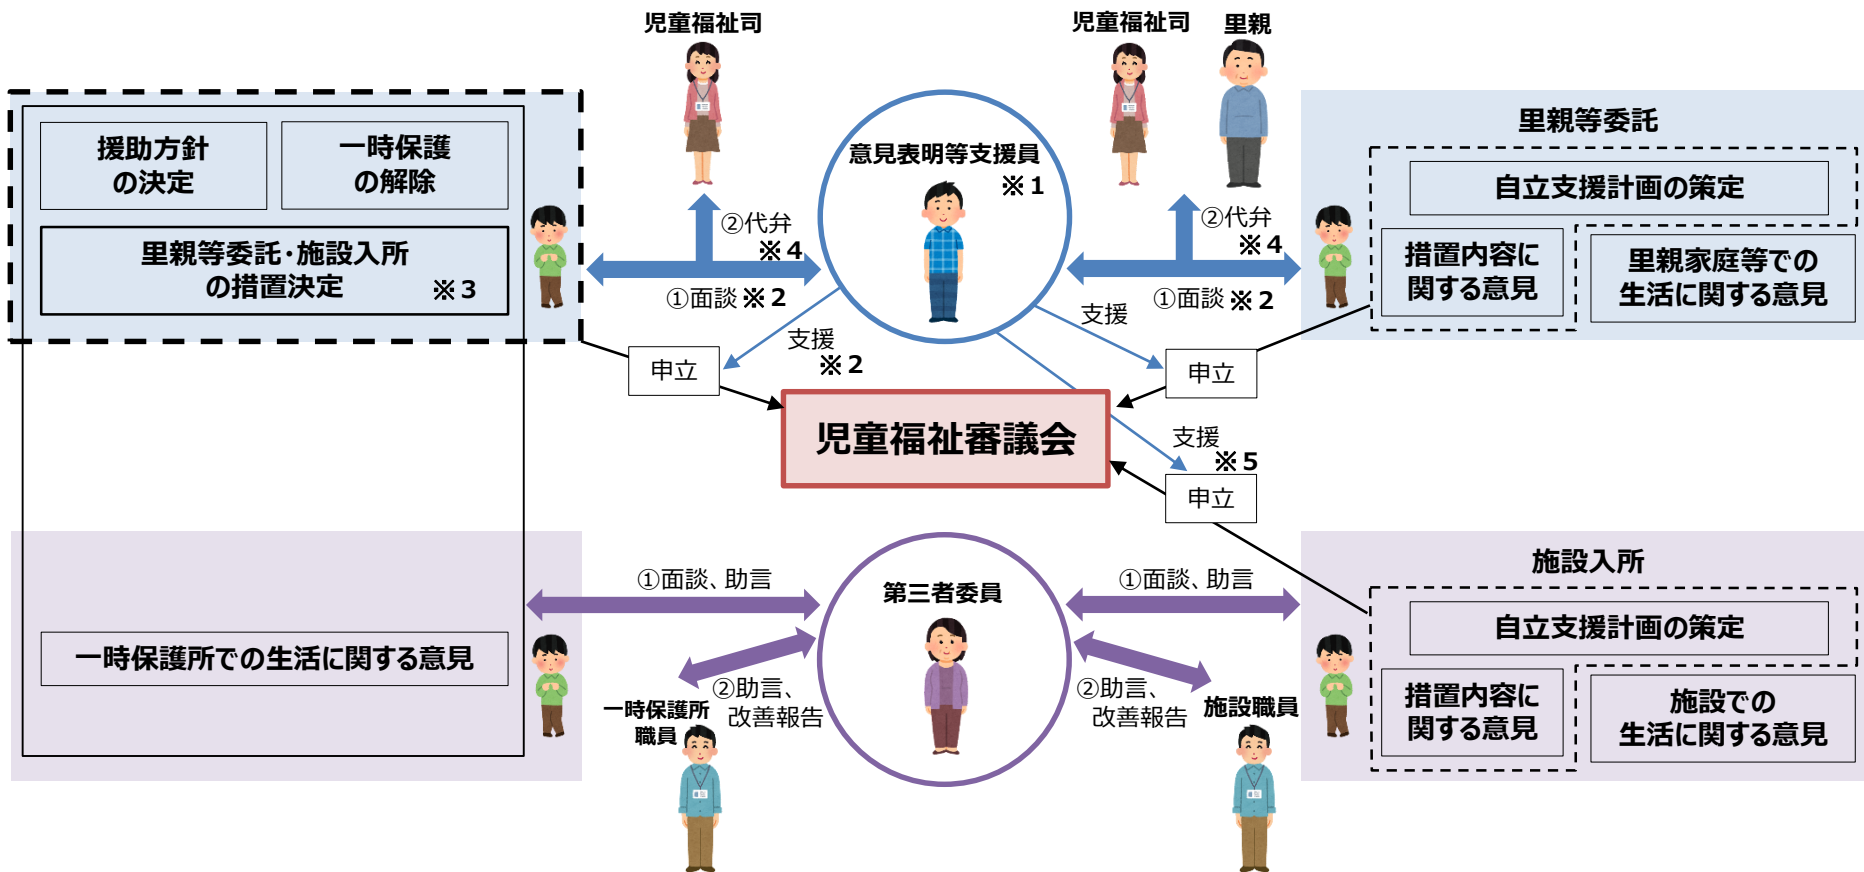 児童福祉司
児童福祉司
里親
援助方針
の決定
一時保護
の解除
里親等委託・施設入所
の措置決定
※3
②代弁
※4
①面談 ※2
意見表明等支援員
※1
②代弁
※4
①面談 ※2
里親等委託
自立支援計画の策定
措置内容に
関する意見
里親家庭等での
生活に関する意見
支援
※2
申立
支援
申立
児童福祉審議会
支援
※5
申立
一時保護所での生活に関する意見
①面談、助言
②助言、
改善報告
一時保護所
職員
第三者委員
①面談、助言
②助言、
改善報告
施設職員
施設入所
自立支援計画の策定
措置内容に
関する意見
施設での
生活に関する意見